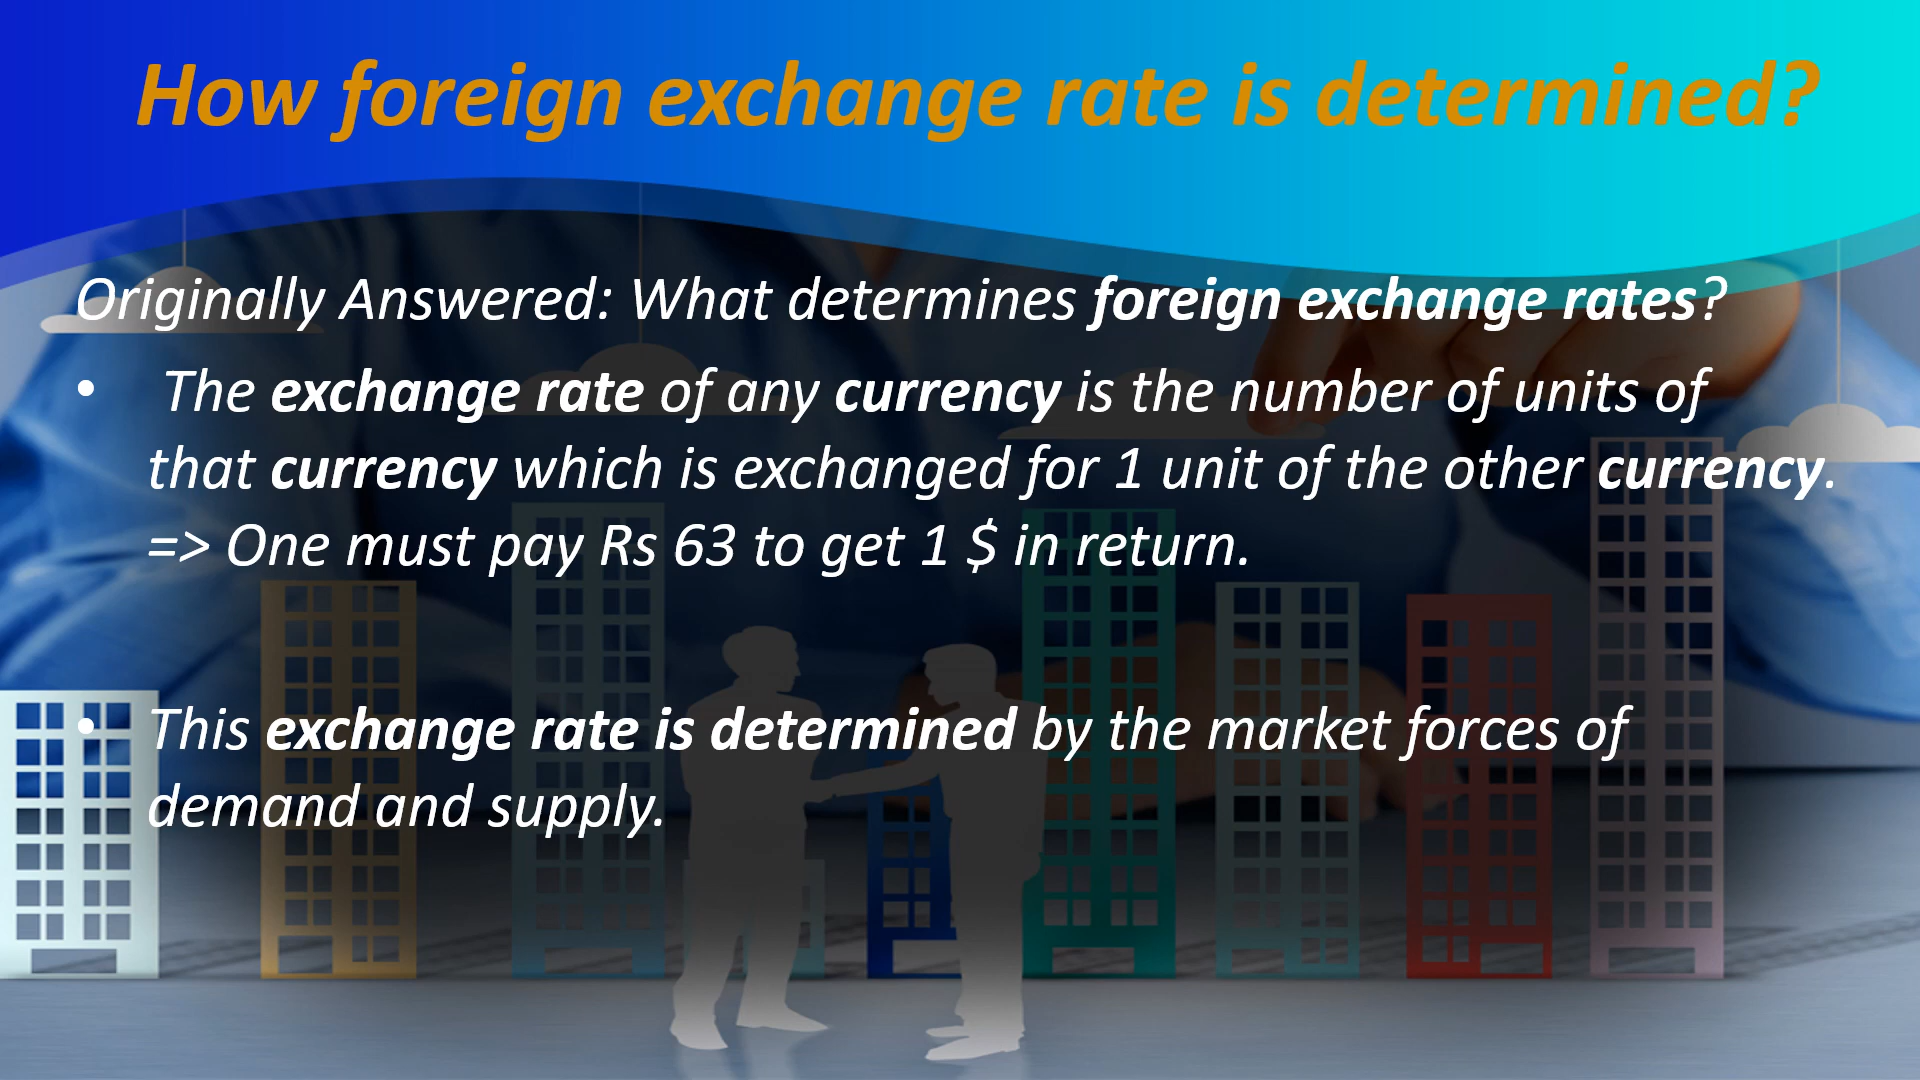 How foreign exchange rate is determined?
Originally Answered: What determines foreign exchange rates?
• The exchange rate of any currency is the number of units of
that currency which is exchanged for 1 unit of the other currency.
=> One must pay Rs 63 to get 1 $ in return.
• This exchange rate is determined by the market forces of
demand and supply.